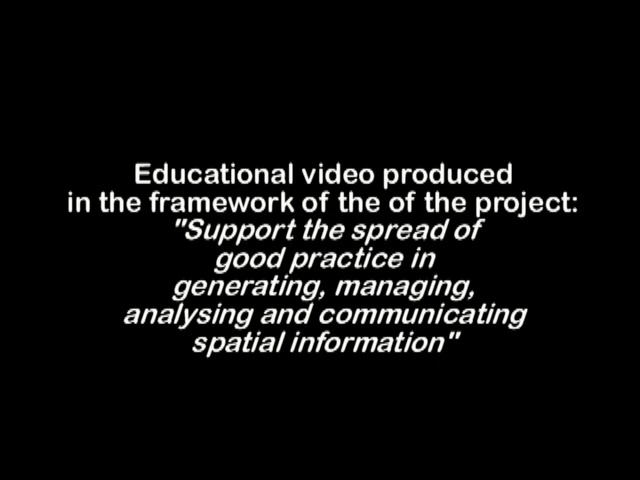 Educational video produced
in the framework of the of the project:
"Support the spread of
good practice in
generating, managing,
analysing and communicating
spatial information"